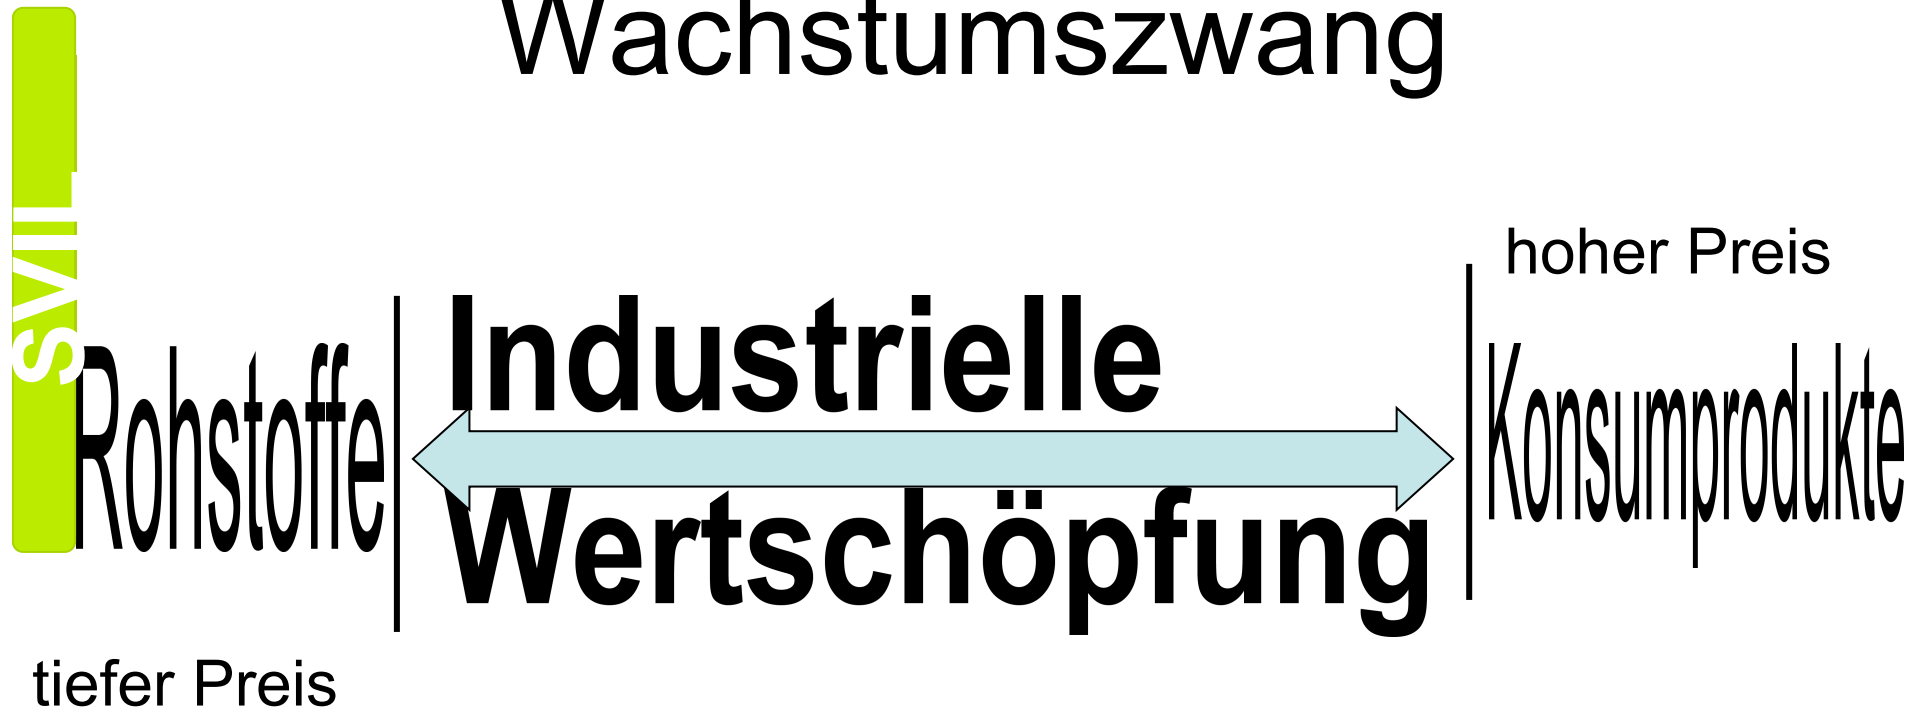 Wachstumszwang
SVIL
hoher Preis
Rohstoffe
Industrielle
Wertschöpfung
Konsumprodukte
tiefer Preis